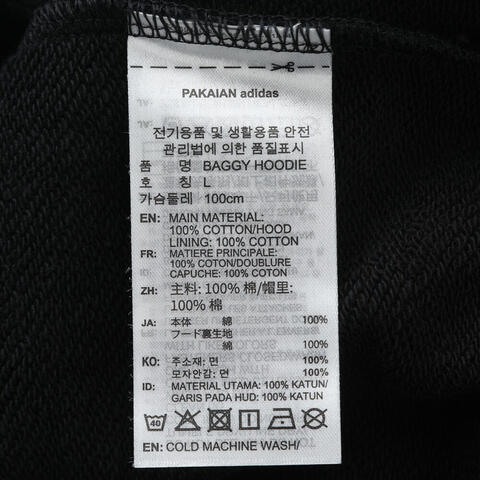 PAKAIAN adidas
전기용품 및 생활용품 안전
관리법에 의한 품질표시
품 명 BAGGY HOODIE
호 칭 L
가슴둘레 100cm
EN: MAIN MATERIAL:
100% COTTON/HOOD
LINING: 100% COTTON
FR: MATIERE PRINCIPALE:
100% COTON/DOUBLURE
CAPUCHE: 100% COTON
ZH: 主料: 100% 棉/帽里:
100% 棉
JA: 本体 綿 100%
フード裏生地
綿 100%
KO: 주소재: 면 100%
모자안감: 면 100%
ID: MATERIAL UTAMA: 100% KATUN/
GARIS PADA HUD: 100% KATUN
40
EN: COLD MACHINE WASH/